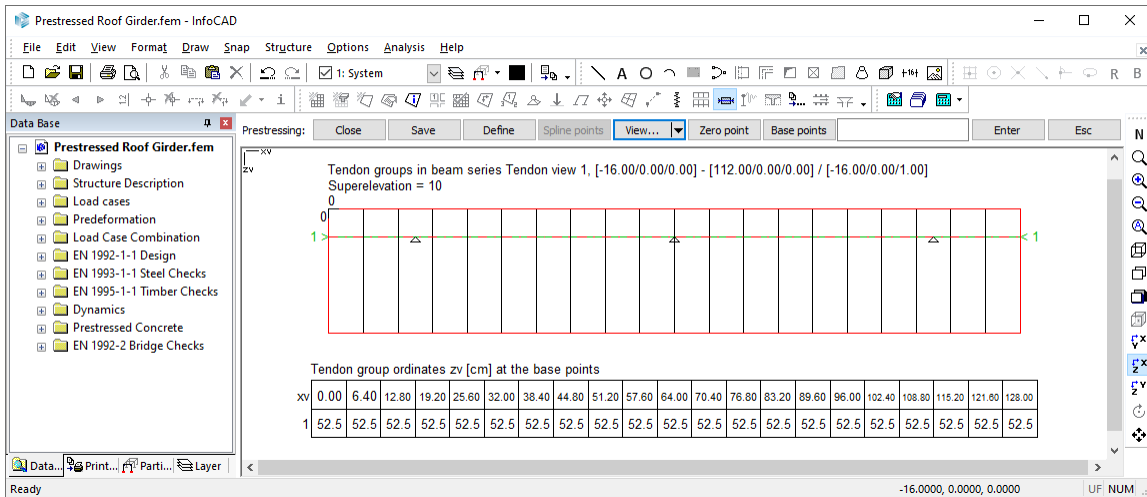 Prestressed Roof Girder.fem - InfoCAD
File Edit View Format Draw Snap Structure Options Analysis Help
1: System
A
R B
Data Base
Prestressing: Close Save Define Spline points View... Zero point Base points Enter Esc
Prestressed Roof Girder.fem
Drawings
Structure Description
Load cases
Predeformation
Load Case Combination
EN 1992-1-1 Design
EN 1993-1-1 Steel Checks
EN 1995-1-1 Timber Checks
Dynamics
Prestressed Concrete
EN 1992-2 Bridge Checks
xv
zv
Tendon groups in beam series Tendon view 1, [-16.00/0.00/0.00] - [112.00/0.00/0.00] / [-16.00/0.00/1.00]
Superelevation = 10
0
0
1 > < 1
Tendon group ordinates zv [cm] at the base points
xv 0.00 6.40 12.80 19.20 25.60 32.00 38.40 44.80 51.20 57.60 64.00 70.40 76.80 83.20 89.60 96.00 102.40 108.80 115.20 121.60 128.00
1 52.5 52.5 52.5 52.5 52.5 52.5 52.5 52.5 52.5 52.5 52.5 52.5 52.5 52.5 52.5 52.5 52.5 52.5 52.5 52.5 52.5
N
Data... Print... Parti... Layer
Ready -16.0000, 0.0000, 0.0000 UF NUM